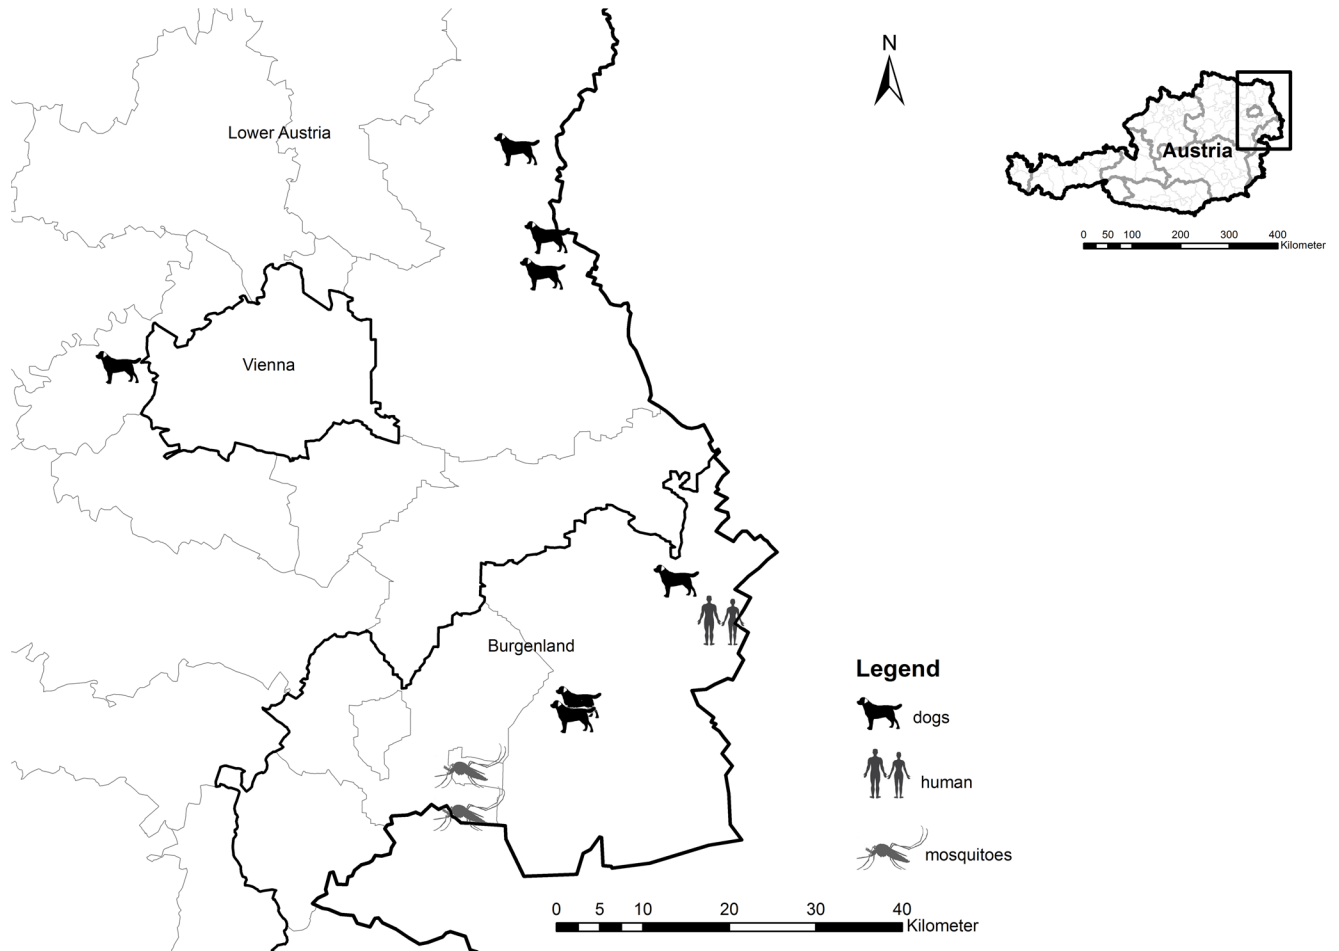 N
Lower Austria
Austria
0 50 100 200 300 400
Kilometer
Vienna
Burgenland
Legend
dogs
human
mosquitoes
0 5 10 20 30 40
Kilometer